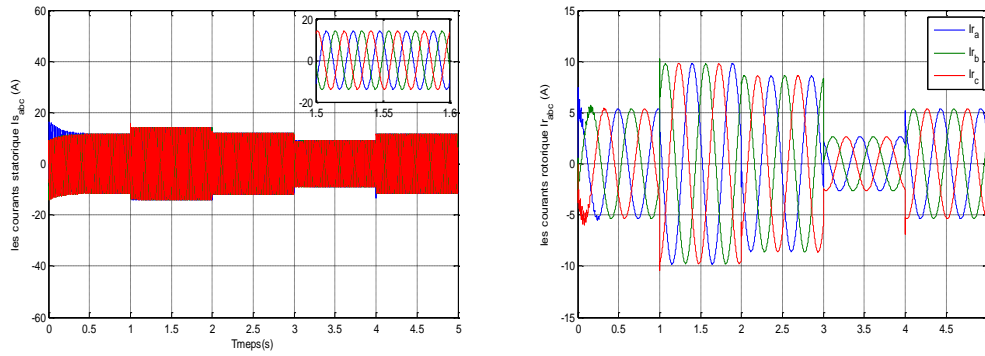 les courants statorique Is_abc (A)
60
40
20
0
-20
-40
-60
0 0.5 1 1.5 2 2.5 3 3.5 4 4.5 5
Tmeps(s)
20
0
-20
1.5 1.55 1.6
les courants rotorique Ir_abc (A)
15
10
5
0
-5
-10
-15
0 0.5 1 1.5 2 2.5 3 3.5 4 4.5
Ir_a
Ir_b
Ir_c